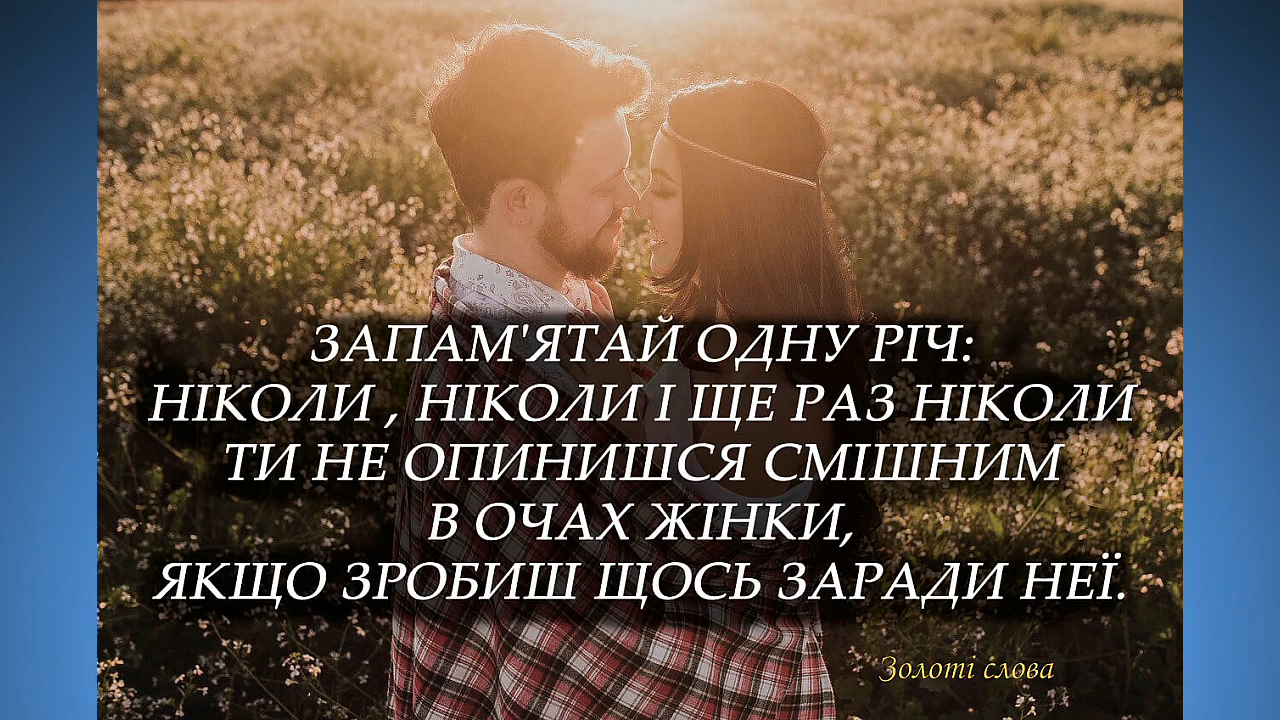 ЗАПАМ'ЯТАЙ ОДНУ РІЧ:
НІКОЛИ , НІКОЛИ І ЩЕ РАЗ НІКОЛИ
ТИ НЕ ОПИНИШСЯ СМІШНИМ
В ОЧАХ ЖІНКИ,
ЯКЩО ЗРОБИШ ЩОСЬ ЗАРАДИ НЕЇ.
Золоті слова